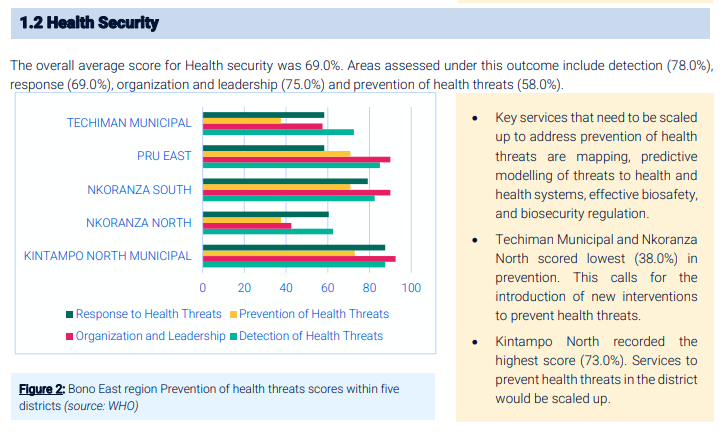 1.2 Health Security
The overall average score for Health security was 69.0%. Areas assessed under this outcome include detection (78.0%),
response (69.0%), organization and leadership (75.0%) and prevention of health threats (58.0%).
TECHIMAN MUNICIPAL
PRU EAST
NKORANZA SOUTH
NKORANZA NORTH
KINTAMPO NORTH MUNICIPAL
0 20 40 60 80 100
Response to Health Threats Prevention of Health Threats
Organization and Leadership Detection of Health Threats
Figure 2: Bono East region Prevention of health threats scores within five
districts (source: WHO)
• Key services that need to be scaled
up to address prevention of health
threats are mapping, predictive
modelling of threats to health and
health systems, effective biosafety,
and biosecurity regulation.
• Techiman Municipal and Nkoranza
North scored lowest (38.0%) in
prevention. This calls for the
introduction of new interventions
to prevent health threats.
• Kintampo North recorded the
highest score (73.0%). Services to
prevent health threats in the district
would be scaled up.